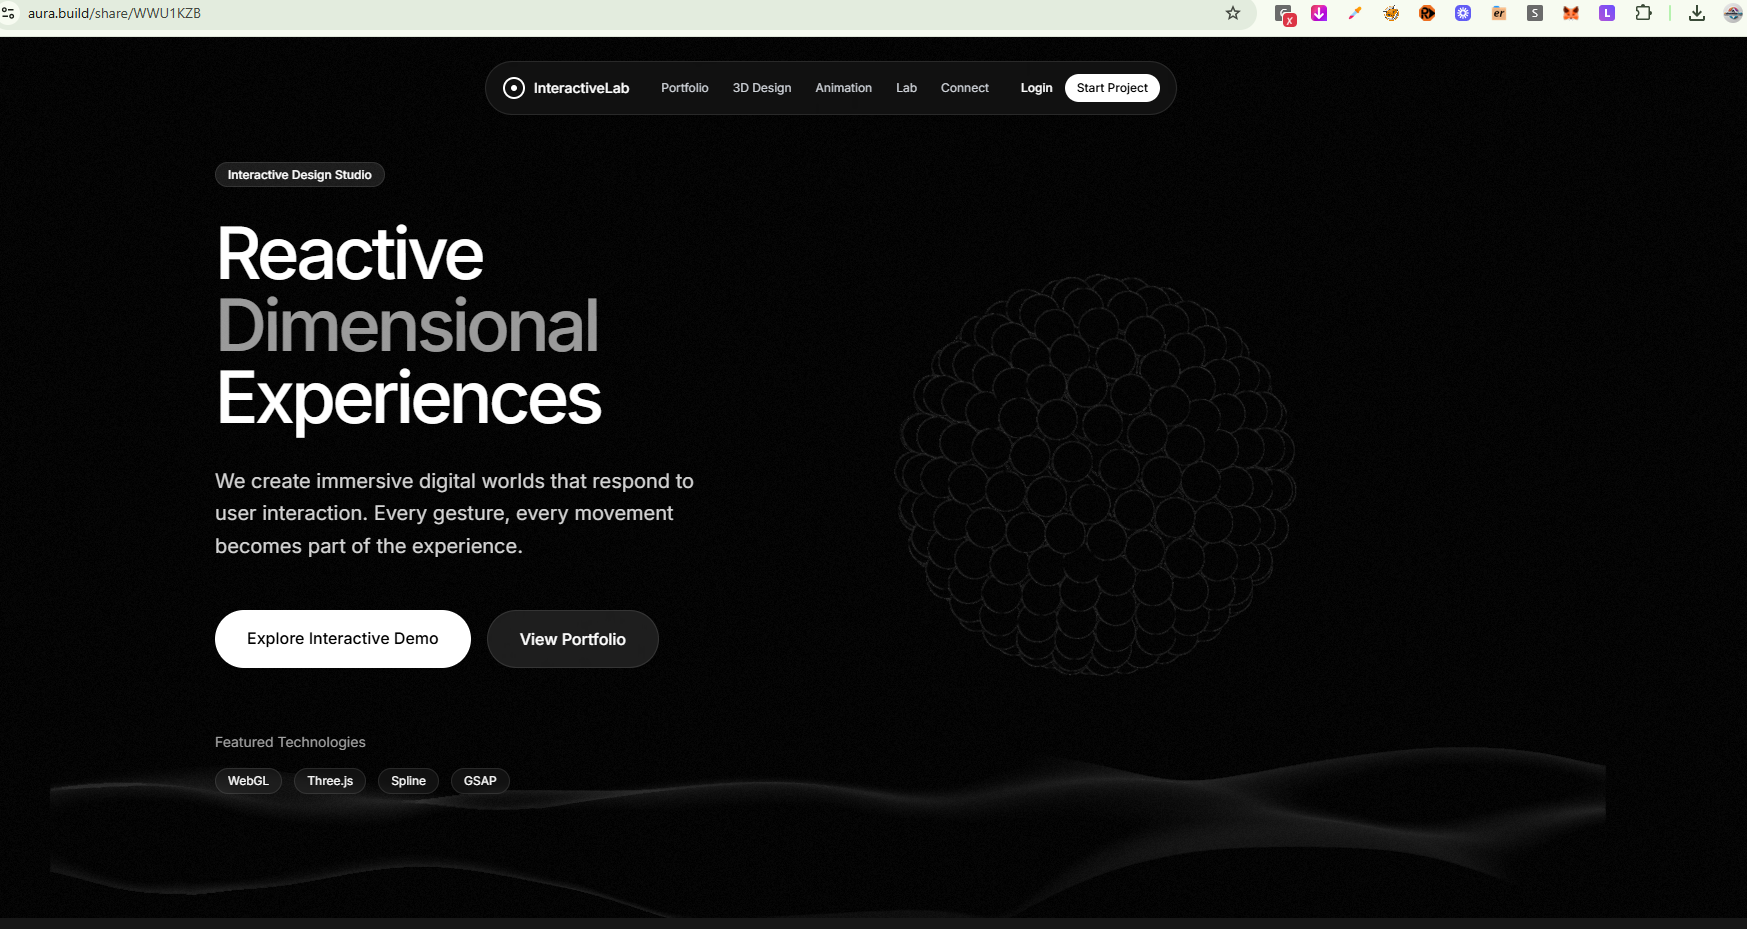 aura.build/share/WWU1KZB
InteractiveLab Portfolio 3D Design Animation Lab Connect Login Start Project
Interactive Design Studio
Reactive
Dimensional
Experiences
We create immersive digital worlds that respond to
user interaction. Every gesture, every movement
becomes part of the experience.
Explore Interactive Demo View Portfolio
Featured Technologies
WebGL Three.js Spline GSAP